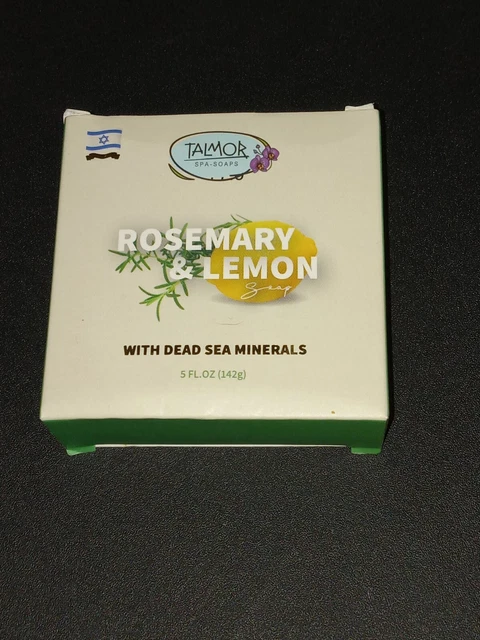 TALMOR
SPA-SOAPS
ROSEMARY
& LEMON
Soap
WITH DEAD SEA MINERALS
5 FL.OZ (142g)